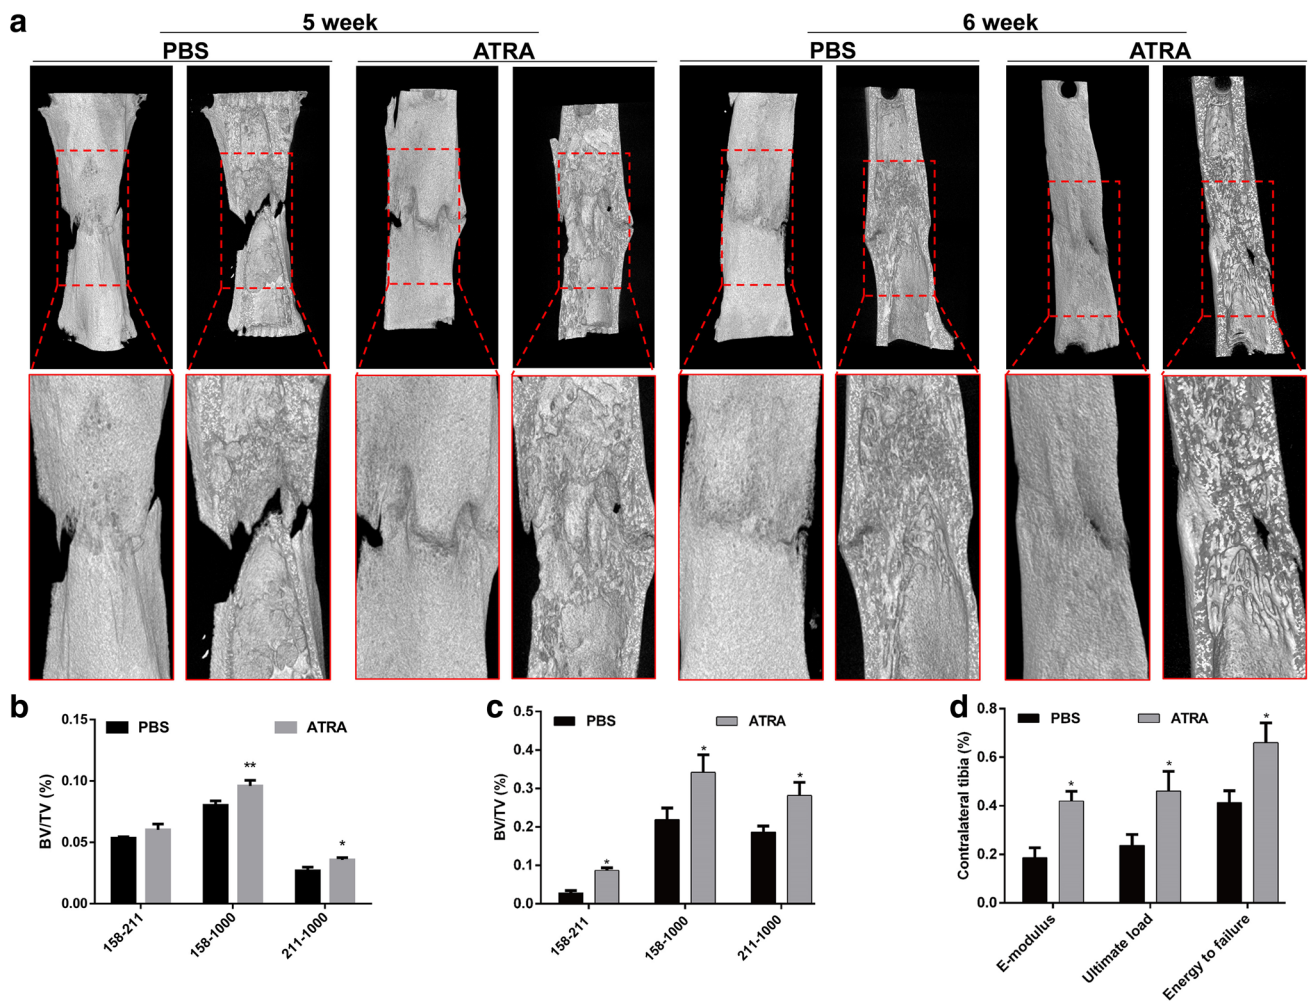 a
5 week
6 week
PBS
ATRA
PBS
ATRA
b
0.15
0.10
0.05
0.00
BV/TV (%)
PBS
ATRA
**
*
158-211
158-1000
211-1000
c
0.5
0.4
0.3
0.2
0.1
0.0
BV/TV (%)
PBS
ATRA
*
*
*
158-211
158-1000
211-1000
d
0.8
0.6
0.4
0.2
0.0
Contralateral tibia (%)
PBS
ATRA
*
*
*
E-modulus
Ultimate load
Energy to failure